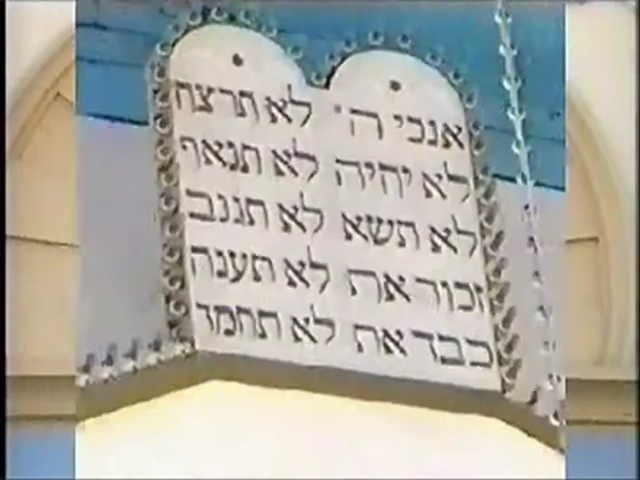 אנכי ה'
לא יהיה
לא תשא
זכור את
כבד את
לא תרצח
לא תנאף
לא תגנב
לא תענה
לא תחמד